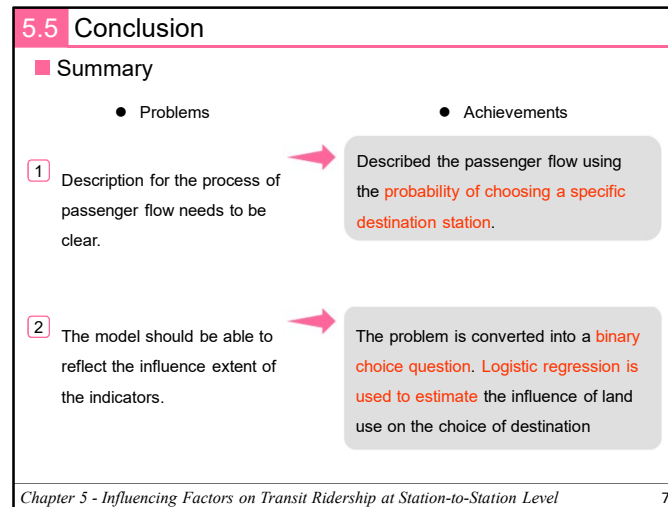 5.5 Conclusion
Summary
● Problems
● Achievements
1
Description for the process of
passenger flow needs to be
clear.
Described the passenger flow using
the probability of choosing a specific
destination station.
2
The model should be able to
reflect the influence extent of
the indicators.
The problem is converted into a binary
choice question. Logistic regression is
used to estimate the influence of land
use on the choice of destination
Chapter 5 - Influencing Factors on Transit Ridership at Station-to-Station Level 7